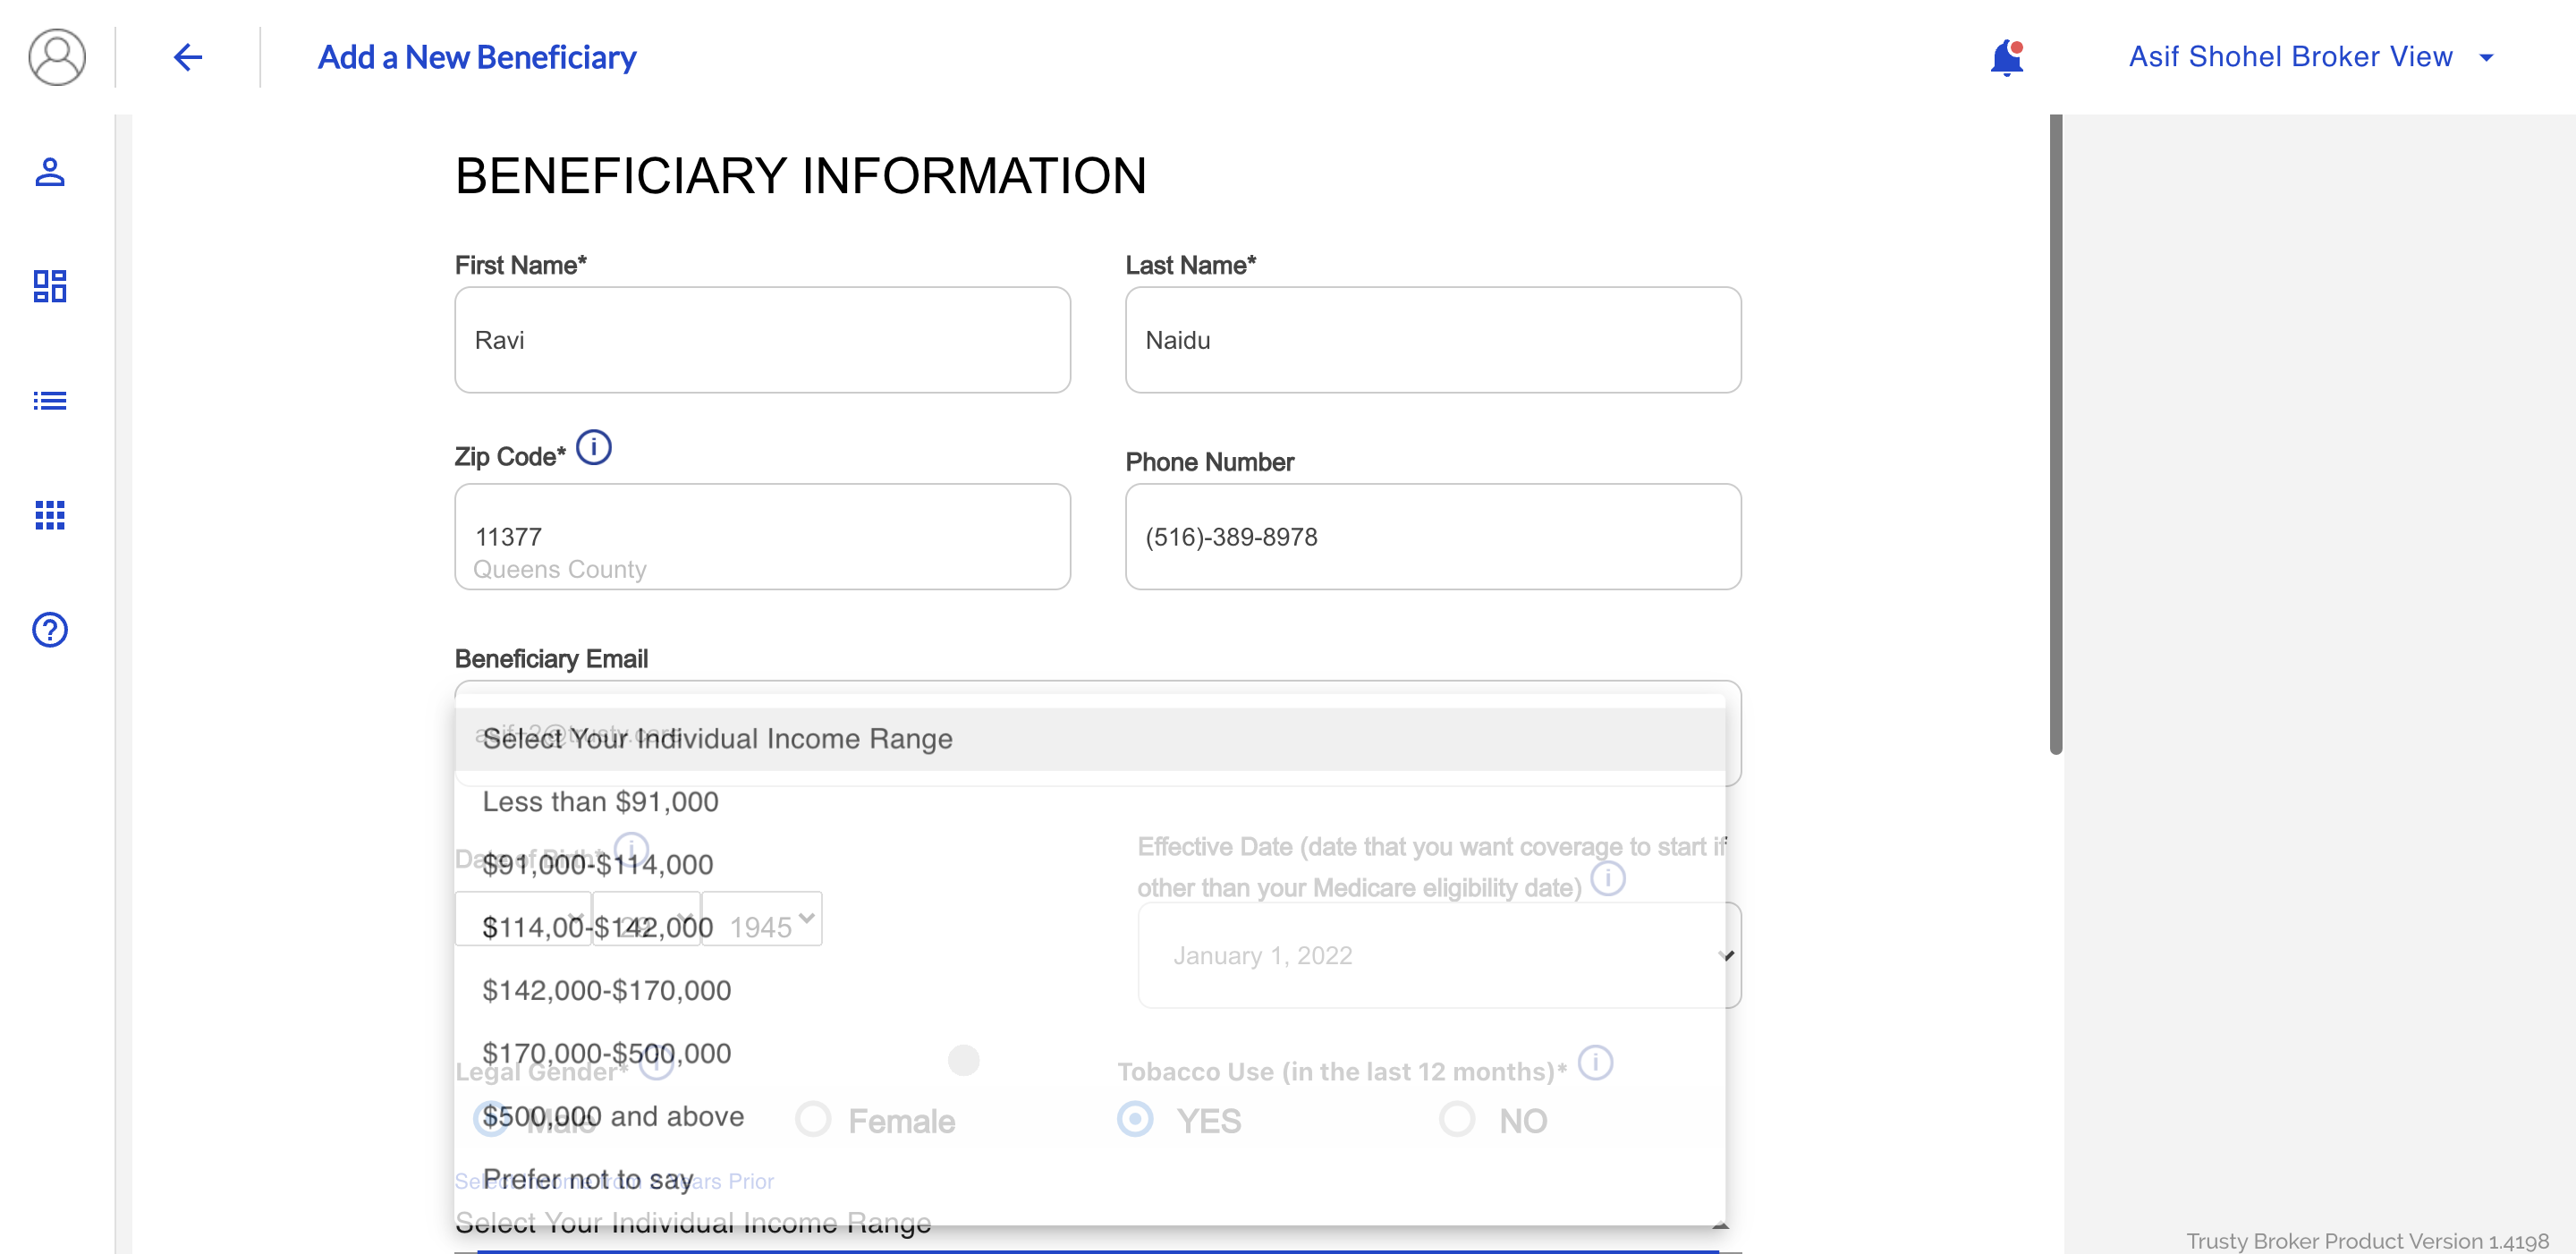 Add a New Beneficiary
Asif Shohel Broker View
BENEFICIARY INFORMATION
First Name*
Last Name*
Ravi
Naidu
Zip Code*
Phone Number
11377
Queens County
(516)-389-8978
Beneficiary Email
Select Your Individual Income Range
Less than $91,000
Date of Birth*
Effective Date (date that you want coverage to start if
other than your Medicare eligibility date)
$91,000-$114,000
$114,00-$142,000
1945
January 1, 2022
$142,000-$170,000
$170,000-$500,000
Legal Gender*
Tobacco Use (in the last 12 months)*
$500,000 and above
Male
Female
YES
NO
Prefer not to say
Select Income from 2 Years Prior
Select Your Individual Income Range
Trusty Broker Product Version 1.4198